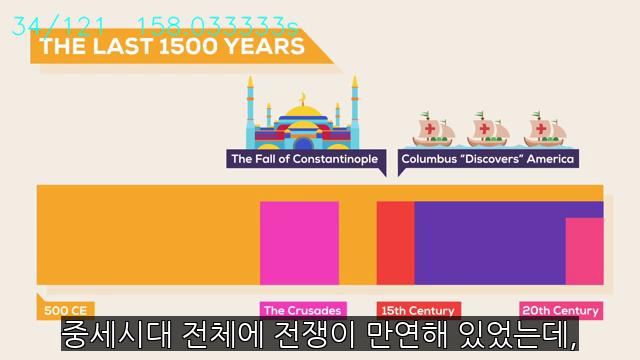 34/121 158.033333s
THE LAST 1500 YEARS
The Fall of Constantinople
Columbus "Discovers" America
500 CE
The Crusades
15th Century
20th Century
중세시대 전체에 전쟁이 만연해 있었는데,